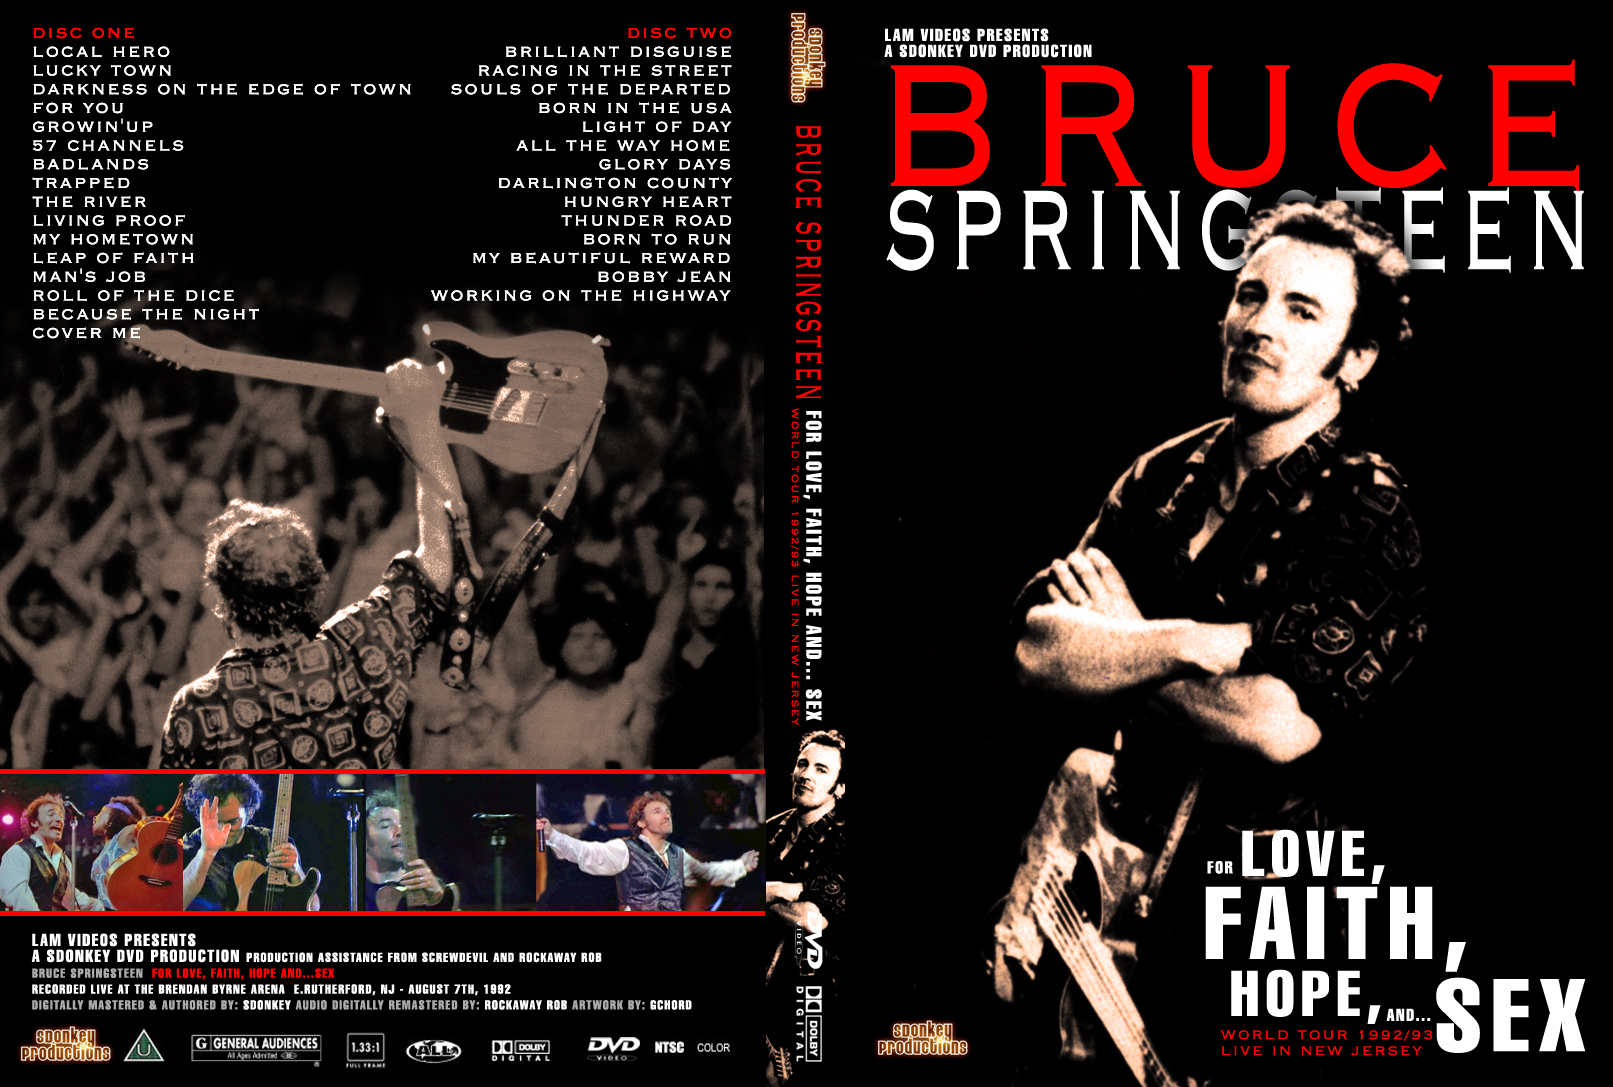 DISC ONE
LOCAL HERO
LUCKY TOWN
DARKNESS ON THE EDGE OF TOWN
FOR YOU
GROWIN'UP
57 CHANNELS
BADLANDS
TRAPPED
THE RIVER
LIVING PROOF
MY HOMETOWN
LEAP OF FAITH
MAN'S JOB
ROLL OF THE DICE
BECAUSE THE NIGHT
COVER ME
DISC TWO
BRILLIANT DISGUISE
RACING IN THE STREET
SOULS OF THE DEPARTED
BORN IN THE USA
LIGHT OF DAY
ALL THE WAY HOME
GLORY DAYS
DARLINGTON COUNTY
HUNGRY HEART
THUNDER ROAD
BORN TO RUN
MY BEAUTIFUL REWARD
BOBBY JEAN
WORKING ON THE HIGHWAY
LAM VIDEOS PRESENTS
A SDONKEY DVD PRODUCTION PRODUCTION ASSISTANCE FROM SCREWDEVIL AND ROCKAWAY ROB
BRUCE SPRINGSTEEN FOR LOVE, FAITH, HOPE AND...SEX
RECORDED LIVE AT THE BRENDAN BYRNE ARENA E.RUTHERFORD, NJ - AUGUST 7TH, 1992
DIGITALLY MASTERED & AUTHORED BY: SDONKEY AUDIO DIGITALLY REMASTERED BY: ROCKAWAY ROB ARTWORK BY: GCHORD
sdonkey
productions
U
G GENERAL AUDIENCES
All Ages Admitted
®
1.33:1
FULL FRAME
ALL
DOLBY
DIGITAL
DVD
VIDEO
NTSC
COLOR
sdonkey
productions
BRUCE SPRINGSTEEN
FOR LOVE, FAITH, HOPE AND... SEX
WORLD TOUR 1992/93 LIVE IN NEW JERSEY
DVD
VIDEO
DOLBY
DIGITAL
LAM VIDEOS PRESENTS
A SDONKEY DVD PRODUCTION
BRUCE
SPRINGSTEEN
FOR LOVE,
FAITH,
HOPE, AND... SEX
WORLD TOUR 1992/93
LIVE IN NEW JERSEY
sdonkey
productions